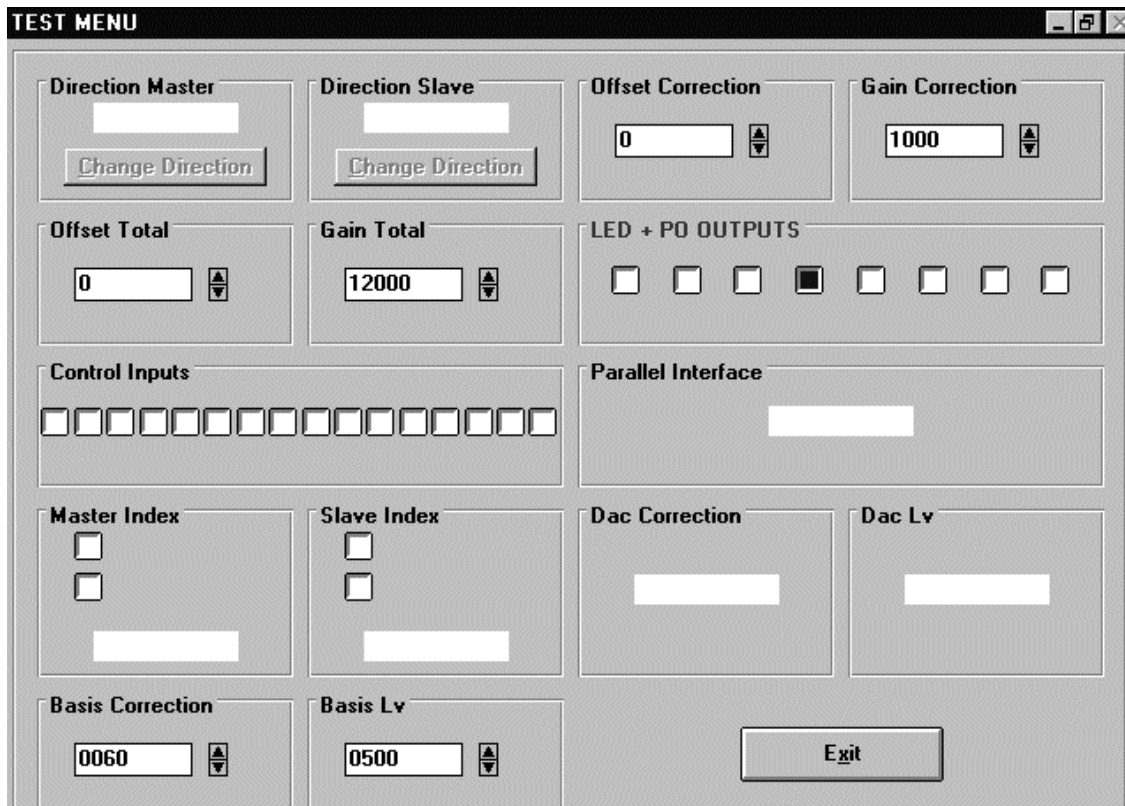 TEST MENU
Direction Master
Direction Slave
Offset Correction
Gain Correction
0
1000
Change Direction
Change Direction
Offset Total
Gain Total
LED + PO OUTPUTS
0
12000
Control Inputs
Parallel Interface
Master Index
Slave Index
Dac Correction
Dac Lv
Basis Correction
Basis Lv
0060
0500
Exit